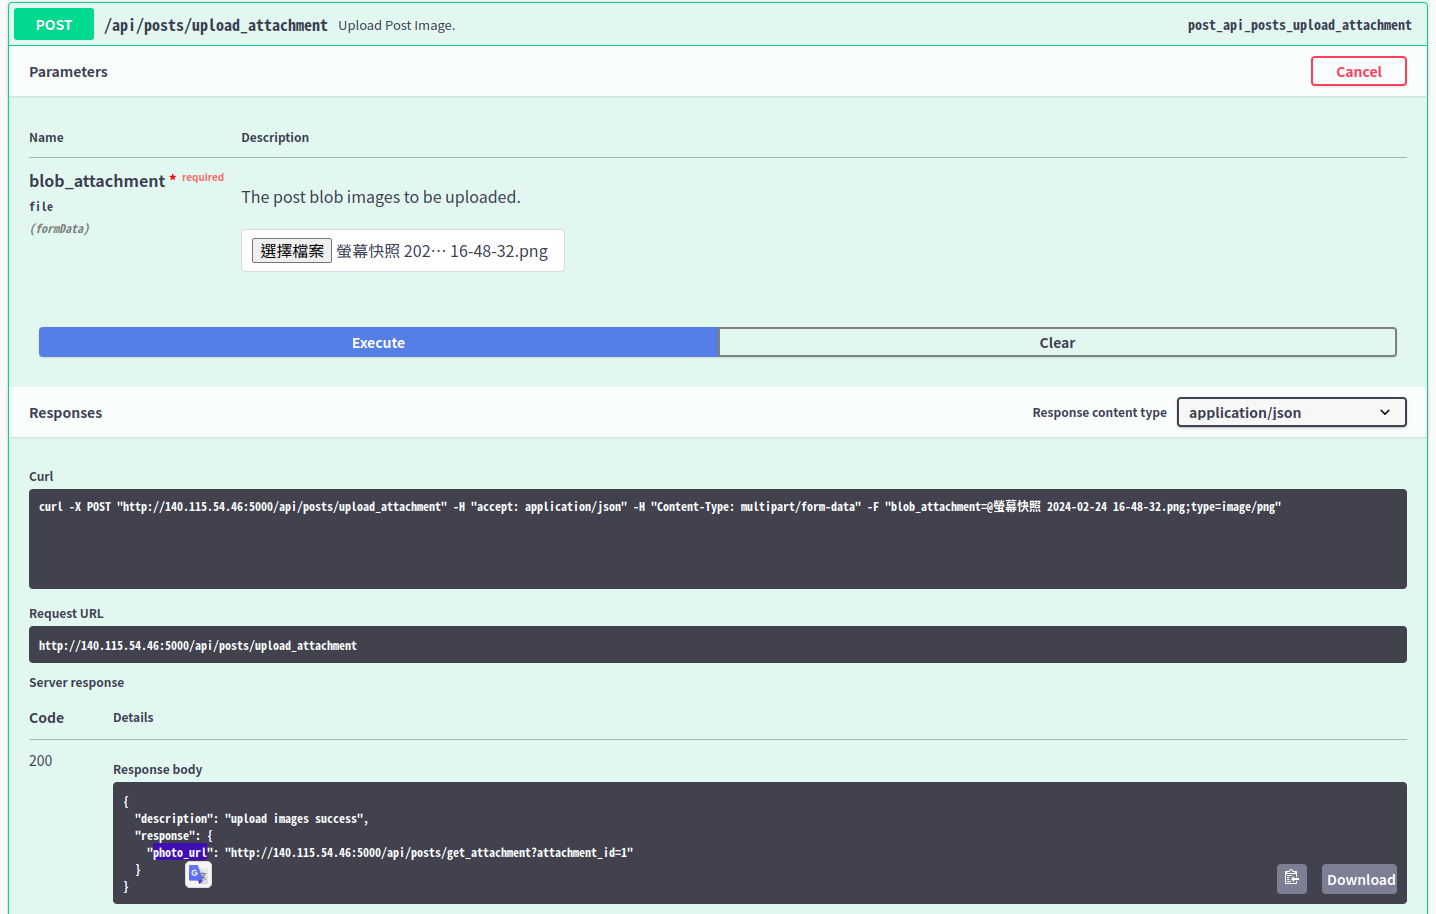 POST /api/posts/upload_attachment Upload Post Image. post_api_posts_upload_attachment
Parameters Cancel
Name Description
blob_attachment * required
The post blob images to be uploaded.
file
(formData)
選擇檔案 螢幕快照 202… 16-48-32.png
Execute Clear
Responses Response content type application/json
Curl
curl -X POST "http://140.115.54.46:5000/api/posts/upload_attachment" -H "accept: application/json" -H "Content-Type: multipart/form-data" -F "blob_attachment=@螢幕快照 2024-02-24 16-48-32.png;type=image/png"
Request URL
http://140.115.54.46:5000/api/posts/upload_attachment
Server response
Code Details
200
Response body
{
"description": "upload images success",
"response": {
"photo_url": "http://140.115.54.46:5000/api/posts/get_attachment?attachment_id=1"
}
}
Download